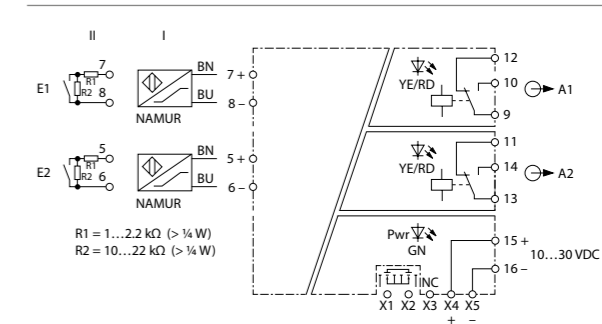 II I
E1
7
R1
R2 8
BN 7 +
BU 8 –
NAMUR
E2
5
R1
R2 6
BN 5 +
BU 6 –
NAMUR
R1 = 1…2.2 kΩ (> ¼ W)
R2 = 10…22 kΩ (> ¼ W)
YE/RD
12
10
9
A1
YE/RD
11
14
13
A2
Pwr
GN
15 +
16 –
10…30 VDC
NC
X1 X2 X3 X4 X5
+ –